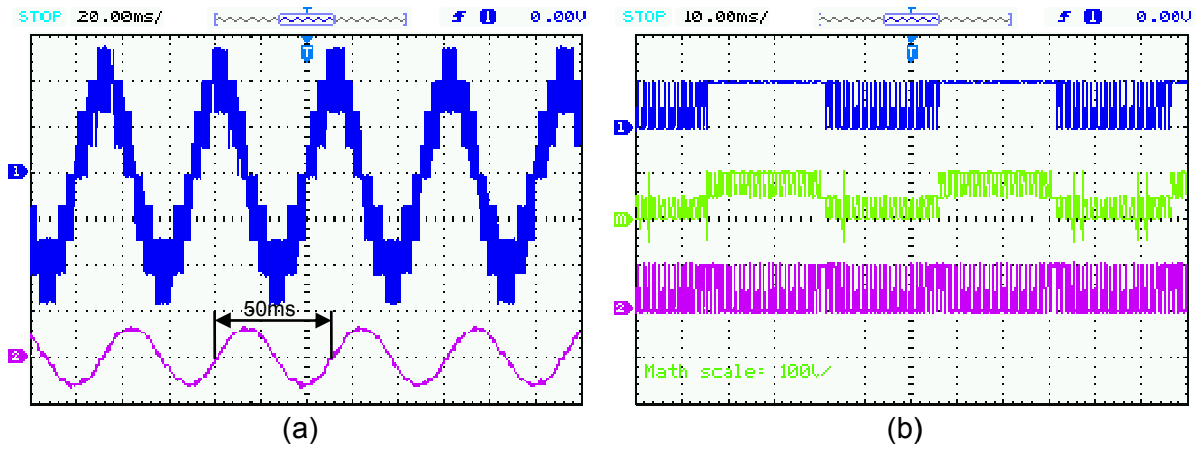 STOP 20.00ms/ T 1 0.00V
T
1
50ms
2
(a)
STOP 10.00ms/ T 1 0.00V
T
1
m
2
Math scale: 100V/
(b)